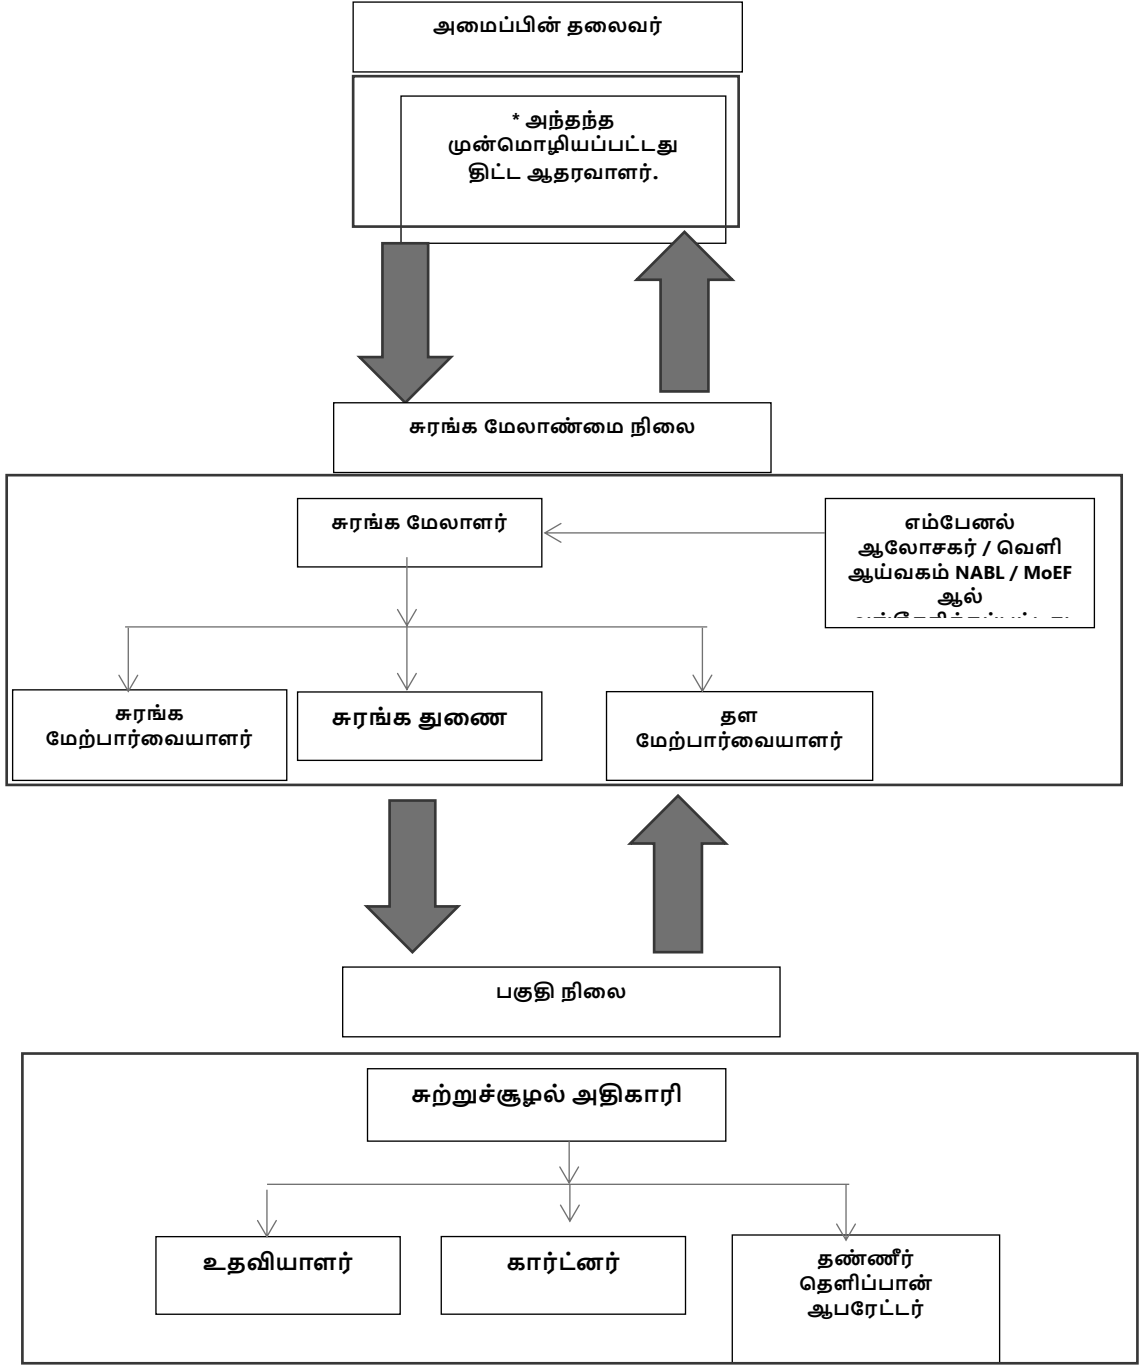 அமைப்பின் தலைவர்
* அந்தந்த
முன்மொழியப்பட்டது
திட்ட ஆதரவாளர்.
சுரங்க மேலாண்மை நிலை
சுரங்க மேலாளர்
எம்பேனல்
ஆலோசகர் / வெளி
ஆய்வகம் NABL / MoEF
ஆல்
சுரங்க
மேற்பார்வையாளர்
சுரங்க துணை
தள
மேற்பார்வையாளர்
பகுதி நிலை
சுற்றுச்சூழல் அதிகாரி
உதவியாளர்
கார்ட்னர்
தண்ணீர்
தெளிப்பான்
ஆபரேட்டர்